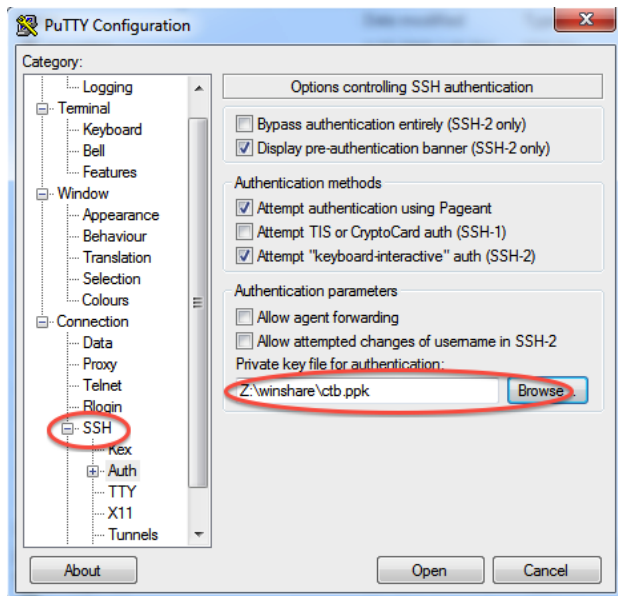 PuTTY Configuration
Category:
Logging
Terminal
Keyboard
Bell
Features
Window
Appearance
Behaviour
Translation
Selection
Colours
Connection
Data
Proxy
Telnet
Rlogin
SSH
Kex
Auth
TTY
X11
Tunnels
Options controlling SSH authentication
Bypass authentication entirely (SSH-2 only)
Display pre-authentication banner (SSH-2 only)
Authentication methods
Attempt authentication using Pageant
Attempt TIS or CryptoCard auth (SSH-1)
Attempt "keyboard-interactive" auth (SSH-2)
Authentication parameters
Allow agent forwarding
Allow attempted changes of username in SSH-2
Private key file for authentication:
Z:\winshare\ctb.ppk
Browse...
About
Open
Cancel